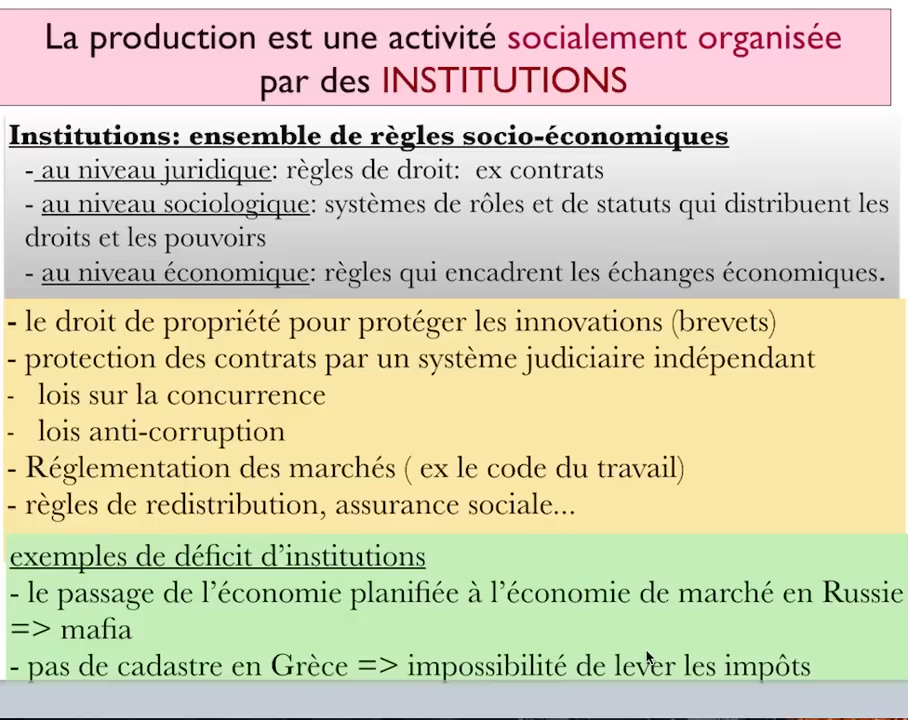 La production est une activité socialement organisée
par des INSTITUTIONS
Institutions: ensemble de règles socio-économiques
- au niveau juridique: règles de droit: ex contrats
- au niveau sociologique: systèmes de rôles et de statuts qui distribuent les
droits et les pouvoirs
- au niveau économique: règles qui encadrent les échanges économiques.
- le droit de propriété pour protéger les innovations (brevets)
- protection des contrats par un système judiciaire indépendant
- lois sur la concurrence
- lois anti-corruption
- Réglementation des marchés ( ex le code du travail)
- règles de redistribution, assurance sociale...
exemples de déficit d'institutions
- le passage de l'économie planifiée à l'économie de marché en Russie
=> mafia
- pas de cadastre en Grèce => impossibilité de lever les impôts